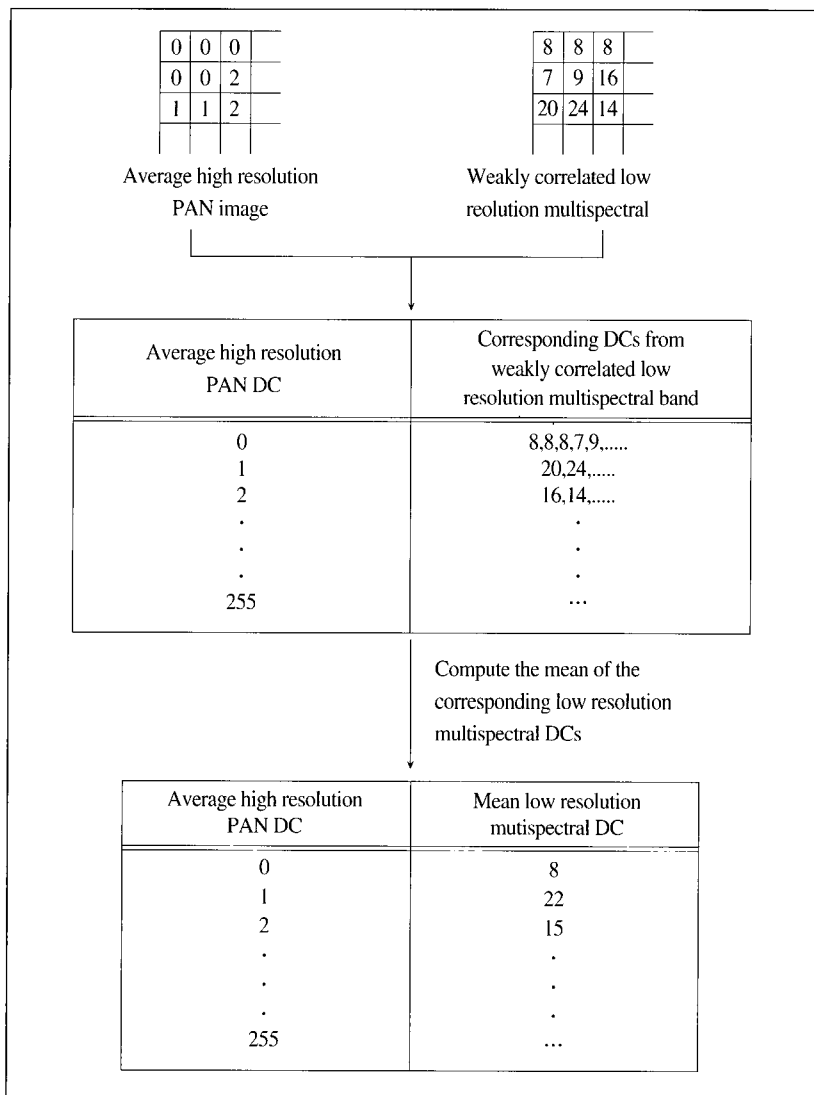 0 0 0
0 0 2
1 1 2
8 8 8
7 9 16
20 24 14
Average high resolution
PAN image
Weakly correlated low
reolution multispectral
Average high resolution
PAN DC
Corresponding DCs from
weakly correlated low
resolution multispectral band
0 8,8,8,7,9,.....
1 20,24,.....
2 16,14,.....
. .
. .
. .
255 ...
Compute the mean of the
corresponding low resolution
multispectral DCs
Average high resolution
PAN DC
Mean low resolution
mutispectral DC
0 8
1 22
2 15
. .
. .
. .
255 ...